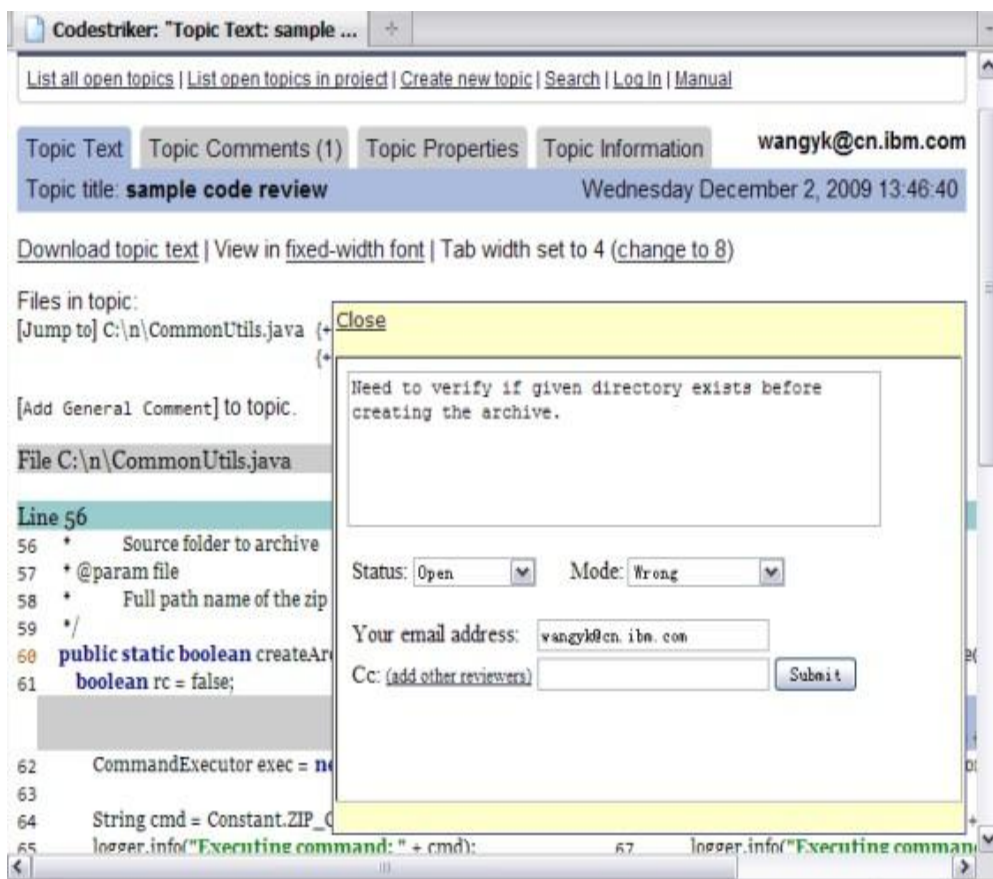 Codestriker: "Topic Text: sample ...
List all open topics | List open topics in project | Create new topic | Search | Log In | Manual
Topic Text Topic Comments (1) Topic Properties Topic Information wangyk@cn.ibm.com
Topic title: sample code review Wednesday December 2, 2009 13:46:40
Download topic text | View in fixed-width font | Tab width set to 4 (change to 8)
Files in topic:
[Jump to] C:\n\CommonUtils.java {+
{+
[Add General Comment] to topic.
File C:\n\CommonUtils.java
Line 56
56 * Source folder to archive
57 * @param file
58 * Full path name of the zip
59 */
60 public static boolean createAr
61 boolean rc = false;
62 CommandExecutor exec = ne
63
64 String cmd = Constant.ZIP_
65 logger.info("Executing command: " + cmd); 67 logger.info("Executing comman
Close
Need to verify if given directory exists before
creating the archive.
Status: Open Mode: Wrong
Your email address: wangyk@cn.ibm.com
Cc: (add other reviewers) Submit